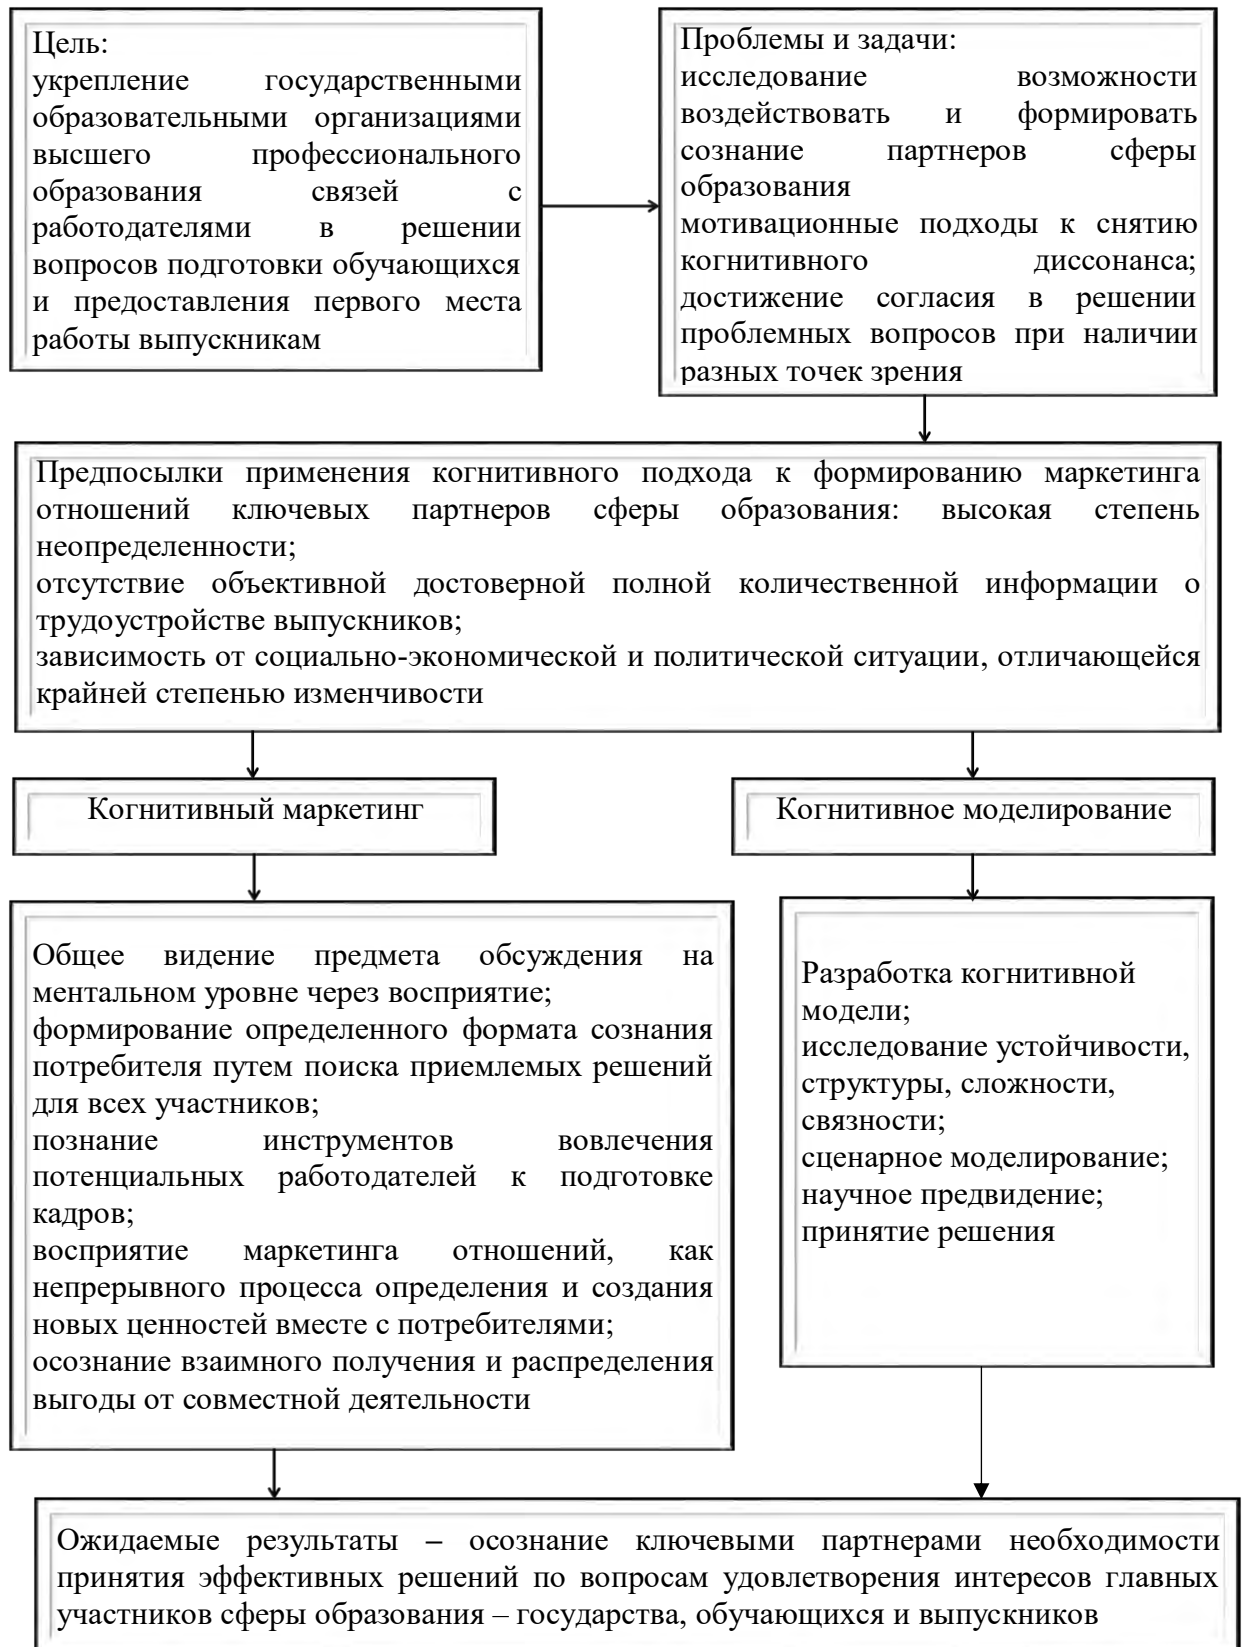 Цель:
укрепление государственными
образовательными организациями
высшего профессионального
образования связей с
работодателями в решении
вопросов подготовки обучающихся
и предоставления первого места
работы выпускникам
Проблемы и задачи:
исследование возможности
воздействовать и формировать
сознание партнеров сферы
образования
мотивационные подходы к снятию
когнитивного диссонанса;
достижение согласия в решении
проблемных вопросов при наличии
разных точек зрения
Предпосылки применения когнитивного подхода к формированию маркетинга
отношений ключевых партнеров сферы образования: высокая степень
неопределенности;
отсутствие объективной достоверной полной количественной информации о
трудоустройстве выпускников;
зависимость от социально-экономической и политической ситуации, отличающейся
крайней степенью изменчивости
Когнитивный маркетинг
Когнитивное моделирование
Общее видение предмета обсуждения на
ментальном уровне через восприятие;
формирование определенного формата сознания
потребителя путем поиска приемлемых решений
для всех участников;
познание инструментов вовлечения
потенциальных работодателей к подготовке
кадров;
восприятие маркетинга отношений, как
непрерывного процесса определения и создания
новых ценностей вместе с потребителями;
осознание взаимного получения и распределения
выгоды от совместной деятельности
Разработка когнитивной
модели;
исследование устойчивости,
структуры, сложности,
связности;
сценарное моделирование;
научное предвидение;
принятие решения
Ожидаемые результаты – осознание ключевыми партнерами необходимости
принятия эффективных решений по вопросам удовлетворения интересов главных
участников сферы образования – государства, обучающихся и выпускников